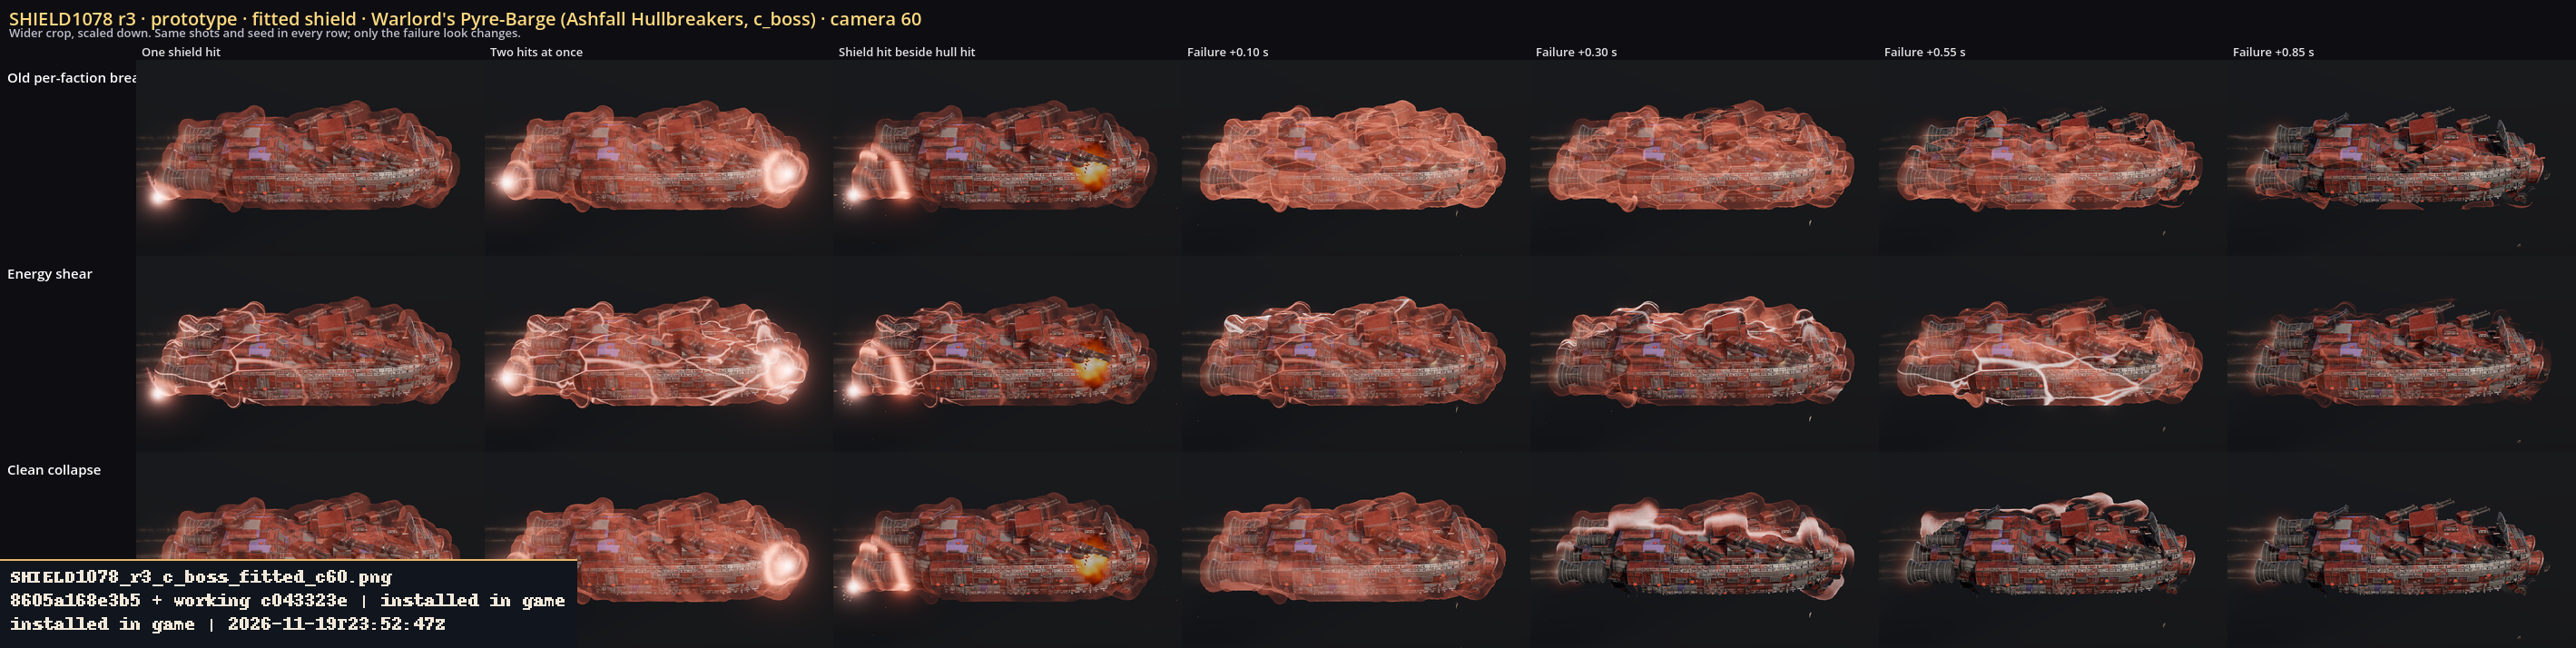 SHIELD1078 r3 · prototype · fitted shield · Warlord's Pyre-Barge (Ashfall Hullbreakers, c_boss) · camera 60
Wider crop, scaled down. Same shots and seed in every row; only the failure look changes.
One shield hit
Two hits at once
Shield hit beside hull hit
Failure +0.10 s
Failure +0.30 s
Failure +0.55 s
Failure +0.85 s
Old per-faction brea
Energy shear
Clean collapse
SHIELD1078_r3_c_boss_fitted_c60.png
8605a168e3b5 + working c043323e | installed in game
installed in game | 2026-11-19T23:52:47Z